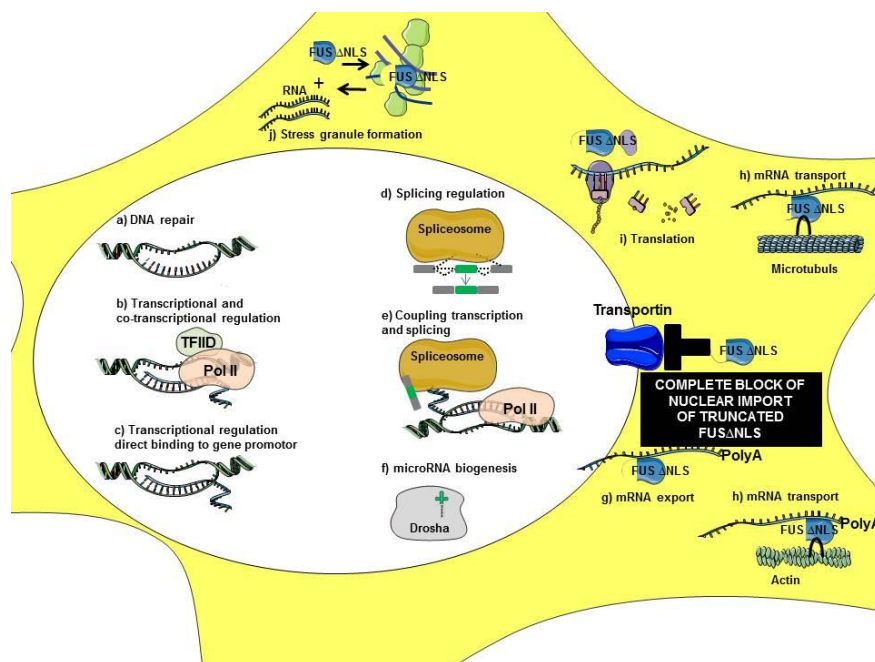 FUS ΔNLS
FUS ΔNLS
RNA
+
j) Stress granule formation
a) DNA repair
b) Transcriptional and
co-transcriptional regulation
TFIID
Pol II
c) Transcriptional regulation
direct binding to gene promotor
d) Splicing regulation
Spliceosome
e) Coupling transcription
and splicing
Spliceosome
Pol II
f) microRNA biogenesis
Drosha
FUS ΔNLS
i) Translation
h) mRNA transport
FUS ΔNLS
Microtubuls
Transportin
FUS ΔNLS
COMPLETE BLOCK OF
NUCLEAR IMPORT
OF TRUNCATED
FUSΔNLS
PolyA
FUS ΔNLS
g) mRNA export
h) mRNA transport
PolyA
FUS ΔNLS
Actin